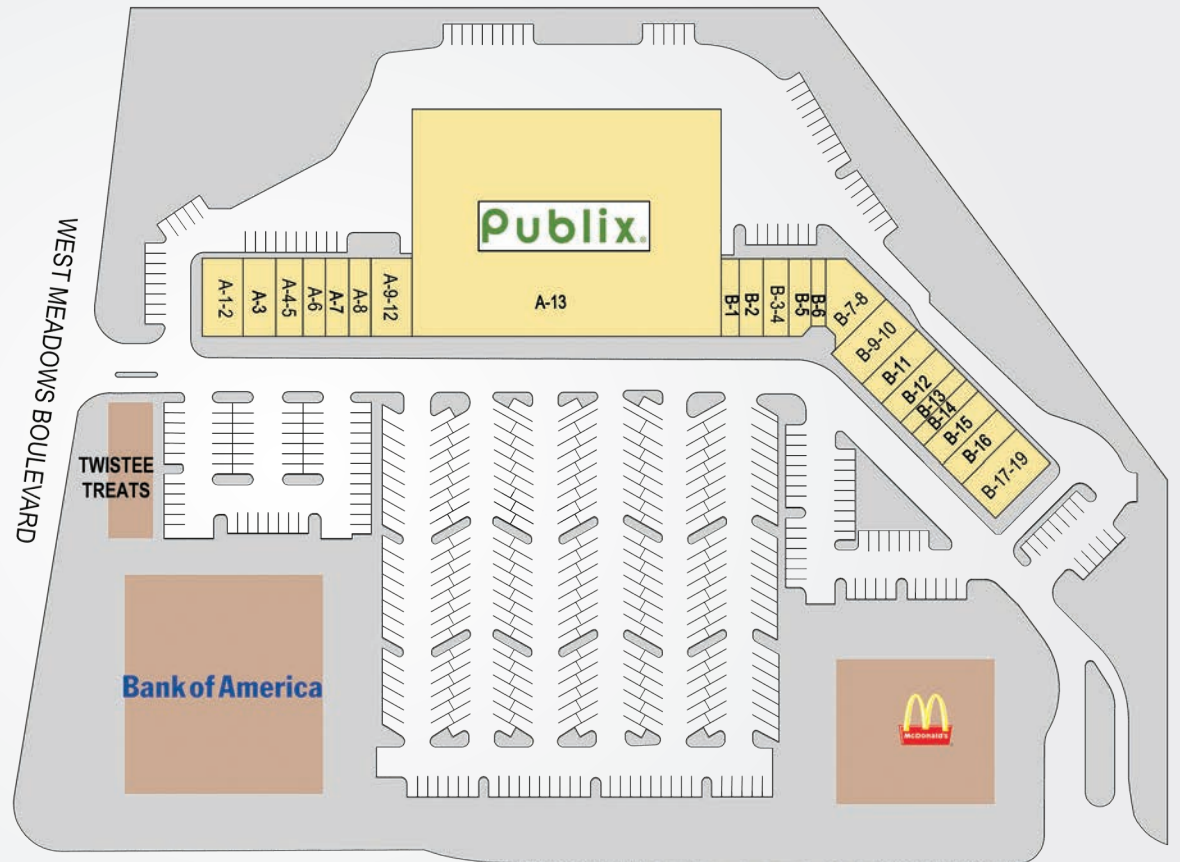 Publix.
WEST MEADOWS BOULEVARD
A-1-2
A-3
A-4-5
A-6
A-7
A-8
A-9-12
A-13
B-1
B-2
B-3-4
B-5
B-6
B-7-8
B-9-10
B-11
B-12
B-13
B-14
B-15
B-16
B-17-19
TWISTEE
TREATS
Bank of America
McDonald's